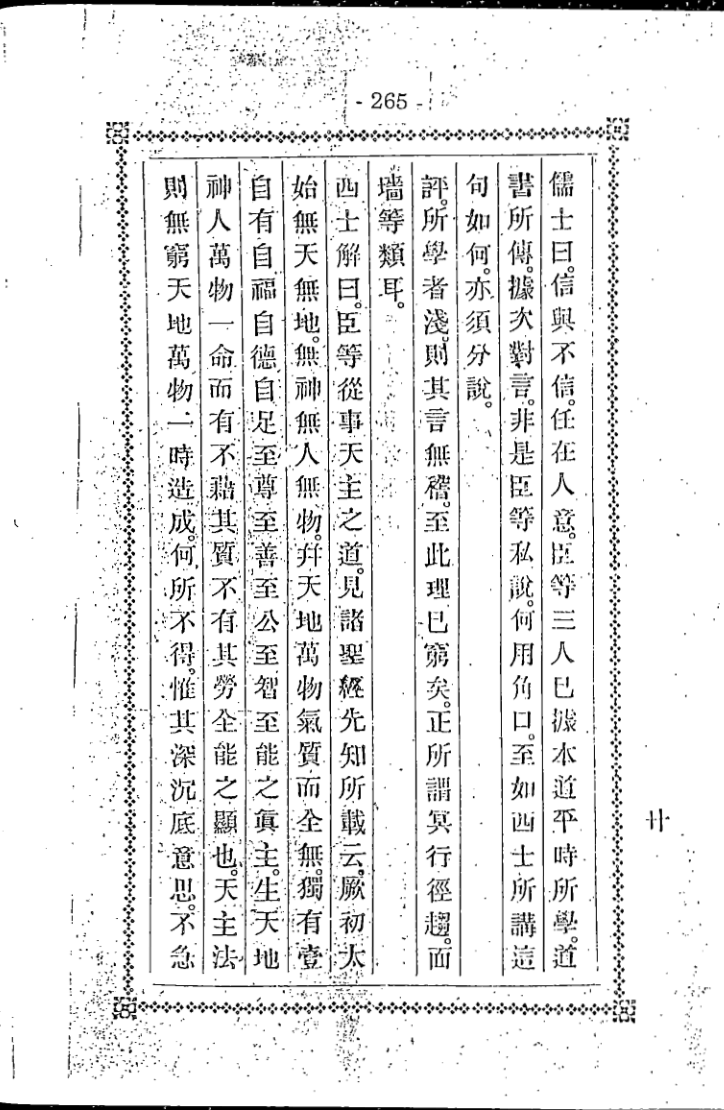 - 265 -
儒士曰。信與不信。任在人意。臣等三人已據本道平時所學。道
書所傳。據次對言。非是臣等私說。何用角口。至如西士所講這
句如何。亦須分說。
評。所學者淺。則其言無稽。至此理已窮矣。正所謂冥行徑趨。面
墻等類耳。
西士解曰。臣等從事天主之道。見諸聖經先知所載云。厥初太
始無天無地。無神無人無物。幷天地萬物氣質而全無。獨有壹
自有自福自德自足至尊至善至公至智至能之眞主。生天地
神人萬物一命而有不藉其質不有其勞全能之顯也。天主法
則無窮天地萬物一時造成。何所不得。惟其深沉底意思。不急
廿